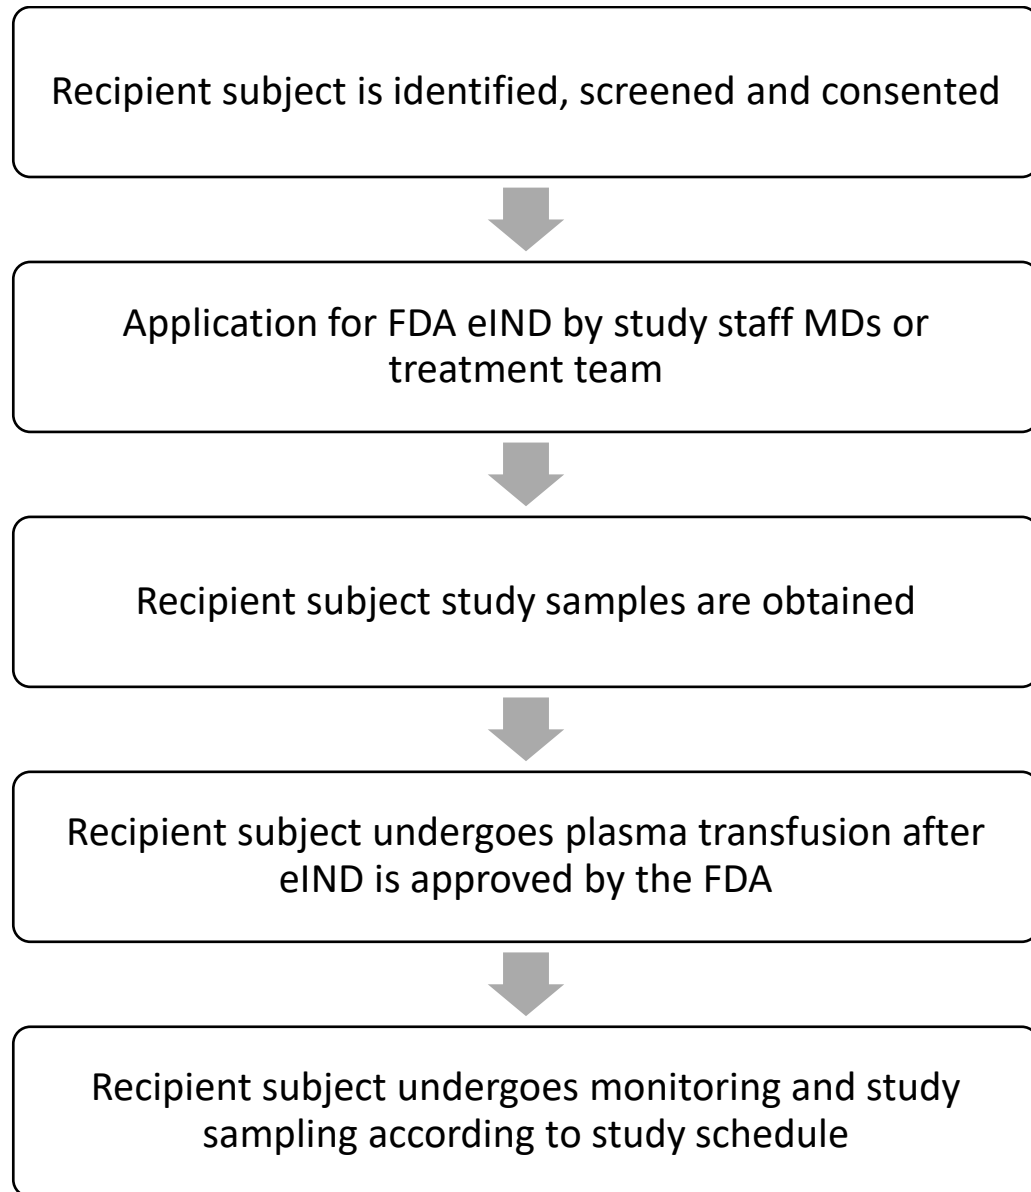 Recipient subject is identified, screened and consented
Application for FDA eIND by study staff MDs or
treatment team
Recipient subject study samples are obtained
Recipient subject undergoes plasma transfusion after
eIND is approved by the FDA
Recipient subject undergoes monitoring and study
sampling according to study schedule